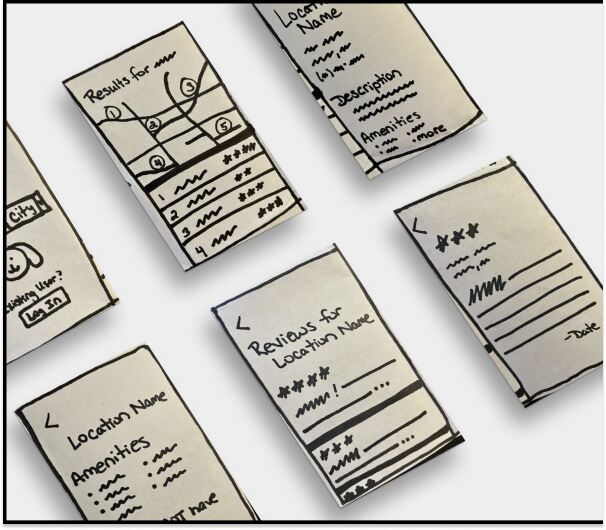 Results for
1
2
3
4
5
1 ***
2 **
3 ***
4 ***
Location
Name
Description
Amenities
more
City
Existing User?
Log In
<
***
-Date
<
Reviews for
Location Name
****
! ...
***
...
***
<
Location Name
Amenities
NOT have